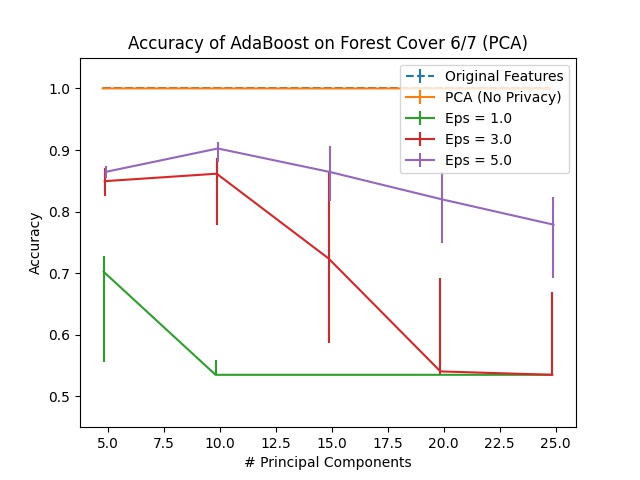 Accuracy of AdaBoost on Forest Cover 6/7 (PCA)
Original Features
PCA (No Privacy)
Eps = 1.0
Eps = 3.0
Eps = 5.0
1.0
0.9
0.8
0.7
0.6
0.5
Accuracy
5.0 7.5 10.0 12.5 15.0 17.5 20.0 22.5 25.0
# Principal Components